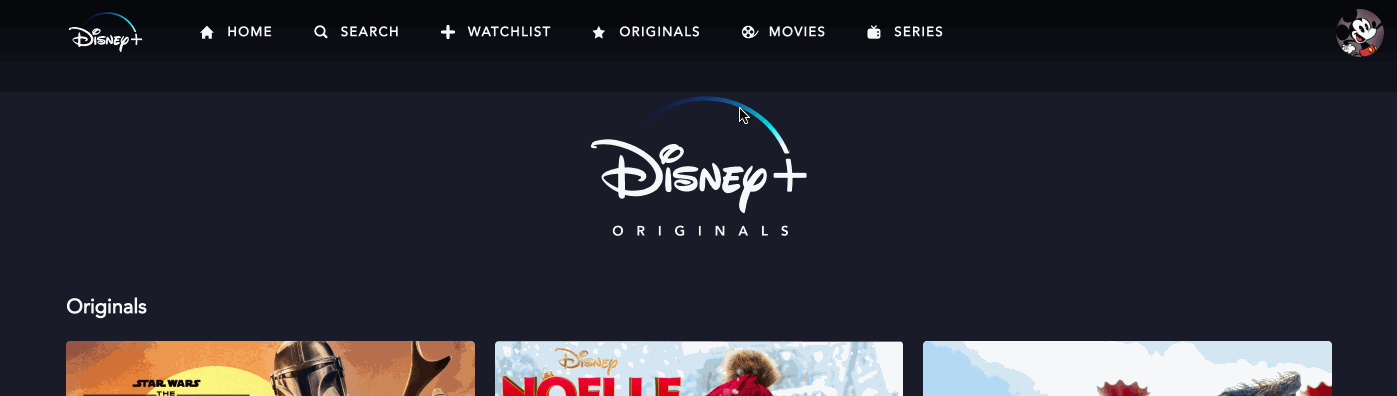 Disney+ HOME SEARCH WATCHLIST ORIGINALS MOVIES SERIES
Disney+
ORIGINALS
Originals
STAR WARS
THE
Disney
NOELLE